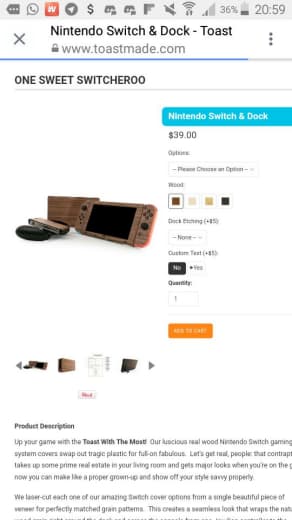 36% 20:59
Nintendo Switch & Dock - Toast
www.toastmade.com
ONE SWEET SWITCHEROO
Nintendo Switch & Dock
$39.00
Options:
-- Please Choose an Option --
Wood:
Dock Etching (+$5):
-- None --
Custom Text (+$5):
No +Yes
Quantity:
1
ADD TO CART
Product Description
Up your game with the Toast With The Most! Our luscious real wood Nintendo Switch gaming
system covers swap out tragic plastic for full-on fabulous. Let's get real, people: that contrapt
takes up some prime real estate in your living room and gets major looks when you're on the g
now you can make like a proper grown-up and show off your style savvy properly.
We laser-cut each one of our amazing Switch cover options from a single beautiful piece of
veneer for perfectly matched grain patterns. This creates a seamless look that wraps the nat